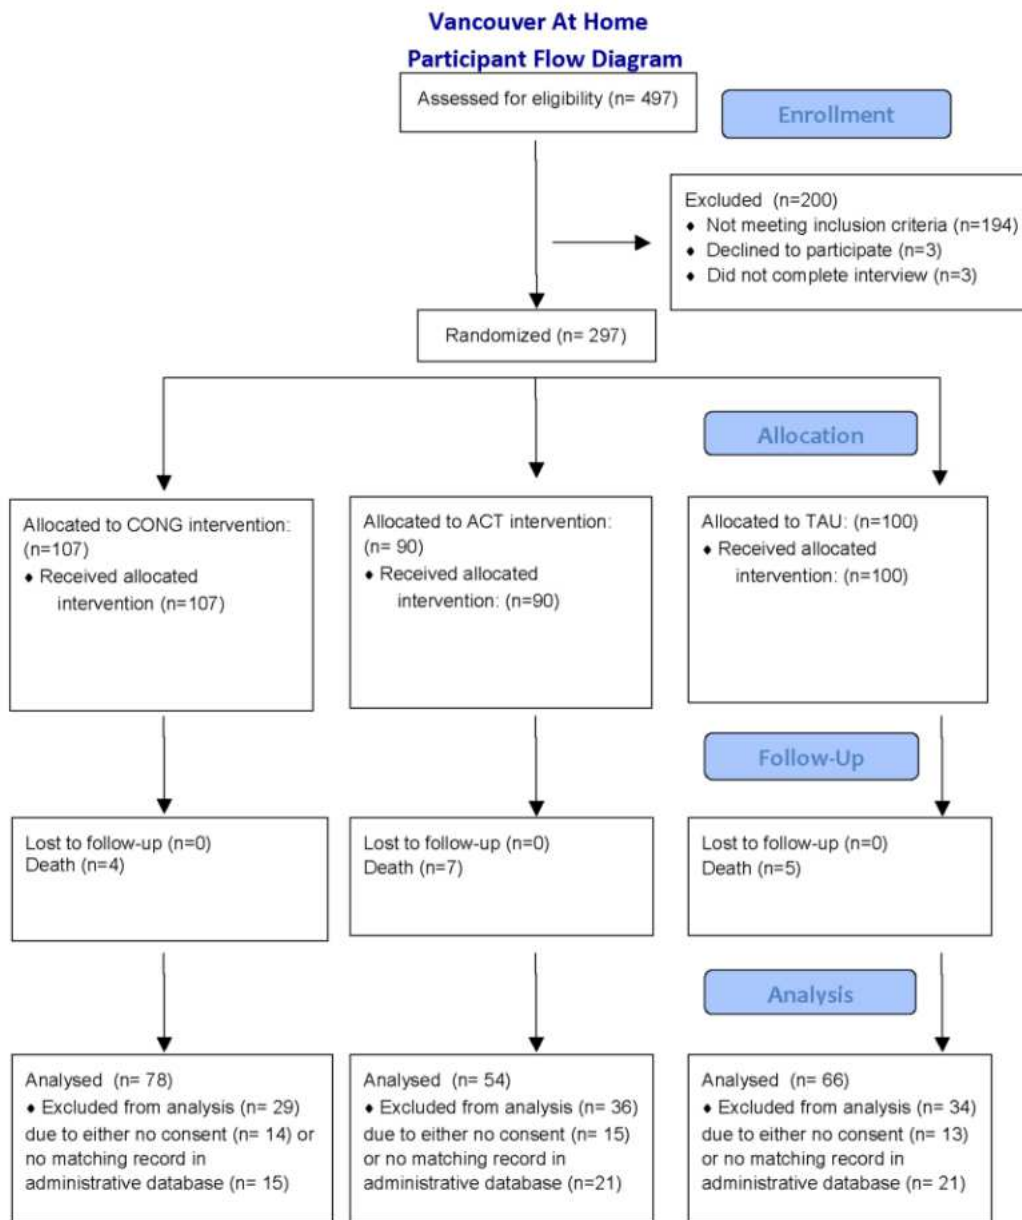 Vancouver At Home
Participant Flow Diagram
Assessed for eligibility (n= 497)
Enrollment
Excluded (n=200)
♦ Not meeting inclusion criteria (n=194)
♦ Declined to participate (n=3)
♦ Did not complete interview (n=3)
Randomized (n= 297)
Allocation
Allocated to CONG intervention:
(n=107)
♦ Received allocated
intervention (n=107)
Allocated to ACT intervention:
(n= 90)
♦ Received allocated
intervention: (n=90)
Allocated to TAU: (n=100)
♦ Received allocated
intervention: (n=100)
Follow-Up
Lost to follow-up (n=0)
Death (n=4)
Lost to follow-up (n=0)
Death (n=7)
Lost to follow-up (n=0)
Death (n=5)
Analysis
Analysed (n= 78)
♦ Excluded from analysis (n= 29)
due to either no consent (n= 14) or
no matching record in
administrative database (n= 15)
Analysed (n= 54)
♦ Excluded from analysis (n= 36)
due to either no consent (n= 15)
or no matching record in
administrative database (n=21)
Analysed (n= 66)
♦ Excluded from analysis (n= 34)
due to either no consent (n= 13)
or no matching record in
administrative database (n= 21)